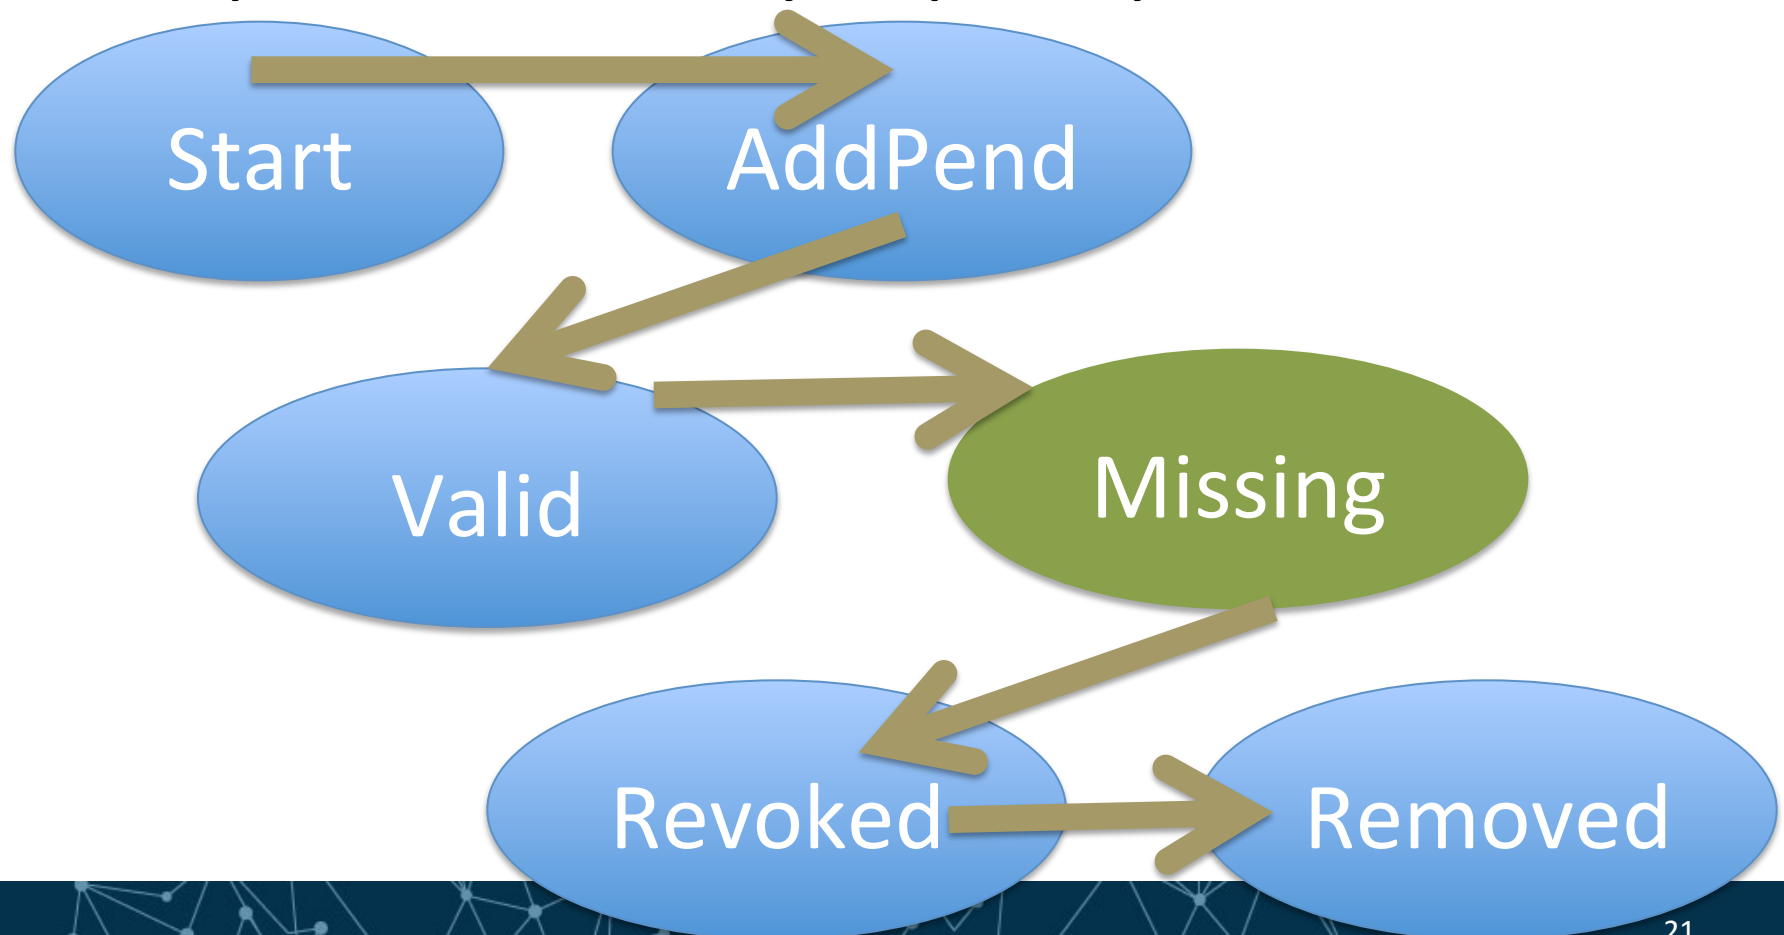 Start
AddPend
Valid
Missing
Revoked
Removed
21